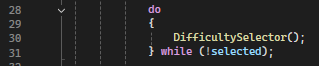 28 do
29 {
30 DifficultySelector();
31 } while (!selected);